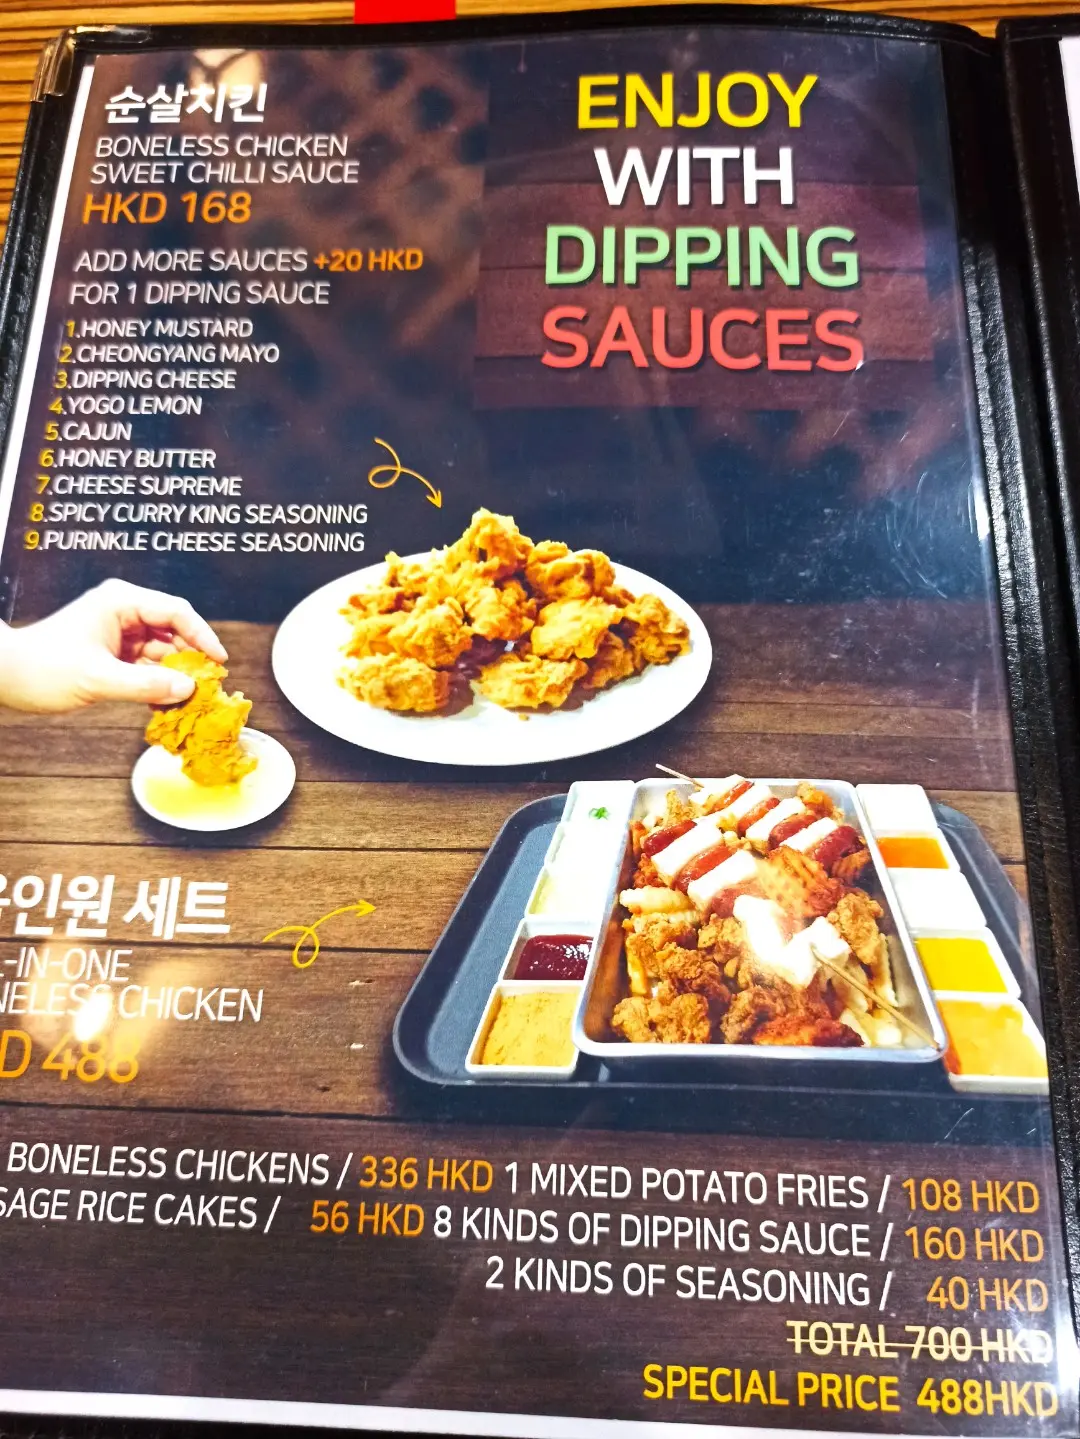 순살치킨
BONELESS CHICKEN
SWEET CHILLI SAUCE
HKD 168
ADD MORE SAUCES +20 HKD
FOR 1 DIPPING SAUCE
1.HONEY MUSTARD
2.CHEONGYANG MAYO
3.DIPPING CHEESE
4.YOGO LEMON
5.CAJUN
6.HONEY BUTTER
7.CHEESE SUPREME
8.SPICY CURRY KING SEASONING
9.PURINKLE CHEESE SEASONING
ENJOY
WITH
DIPPING
SAUCES
인원 세트
-IN-ONE
NELESS CHICKEN
D 488
BONELESS CHICKENS / 336 HKD 1 MIXED POTATO FRIES / 108 HKD
SAGE RICE CAKES / 56 HKD 8 KINDS OF DIPPING SAUCE / 160 HKD
2 KINDS OF SEASONING / 40 HKD
TOTAL 700 HKD
SPECIAL PRICE 488HKD